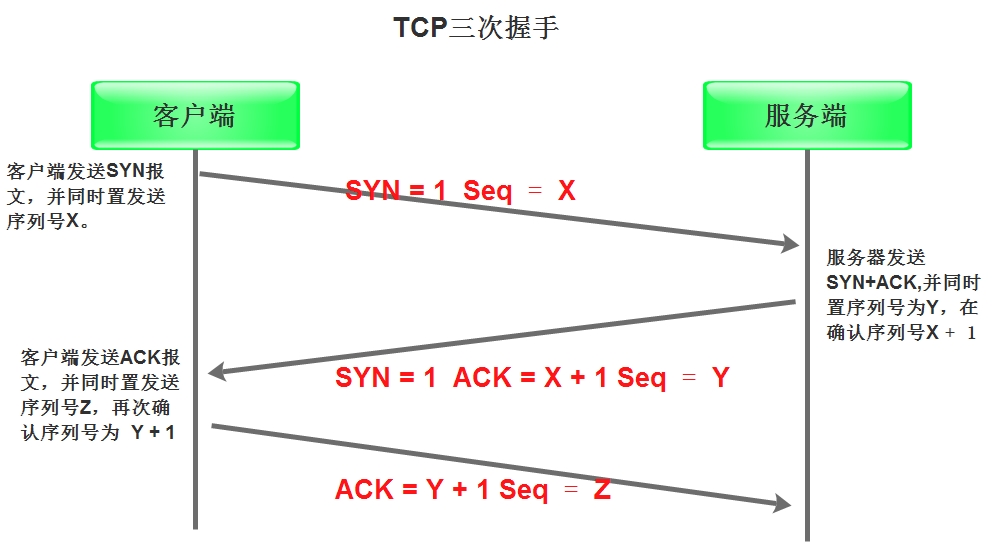 TCP三次握手
客户端
服务端
客户端发送SYN报
文，并同时置发送
序列号X。
SYN = 1 Seq = X
服务器发送
SYN+ACK,并同时
置序列号为Y，在
确认序列号X + 1
客户端发送ACK报
文，并同时置发送
序列号Z，再次确
认序列号为 Y + 1
SYN = 1 ACK = X + 1 Seq = Y
ACK = Y + 1 Seq = Z